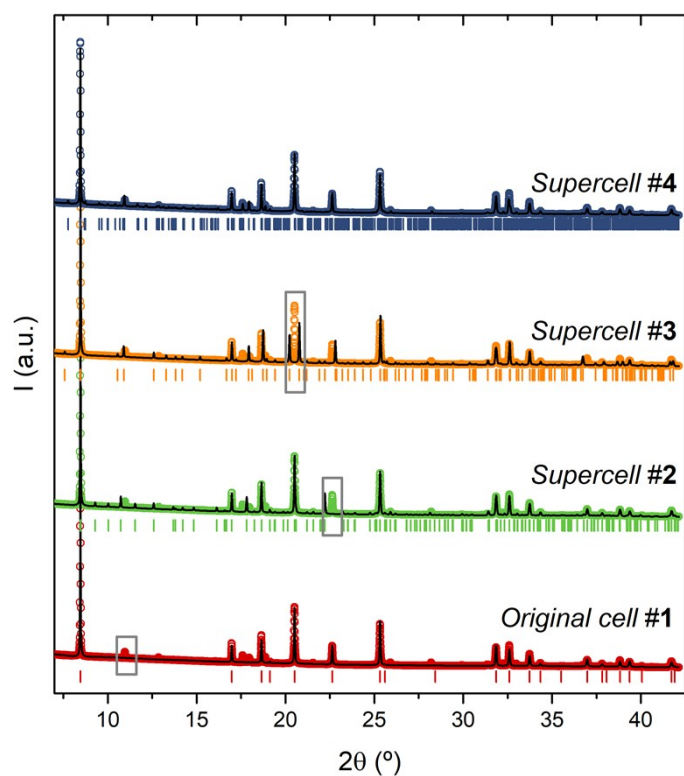 Supercell #4
Supercell #3
Supercell #2
Original cell #1
I (a.u.)
10 15 20 25 30 35 40
2θ (º)